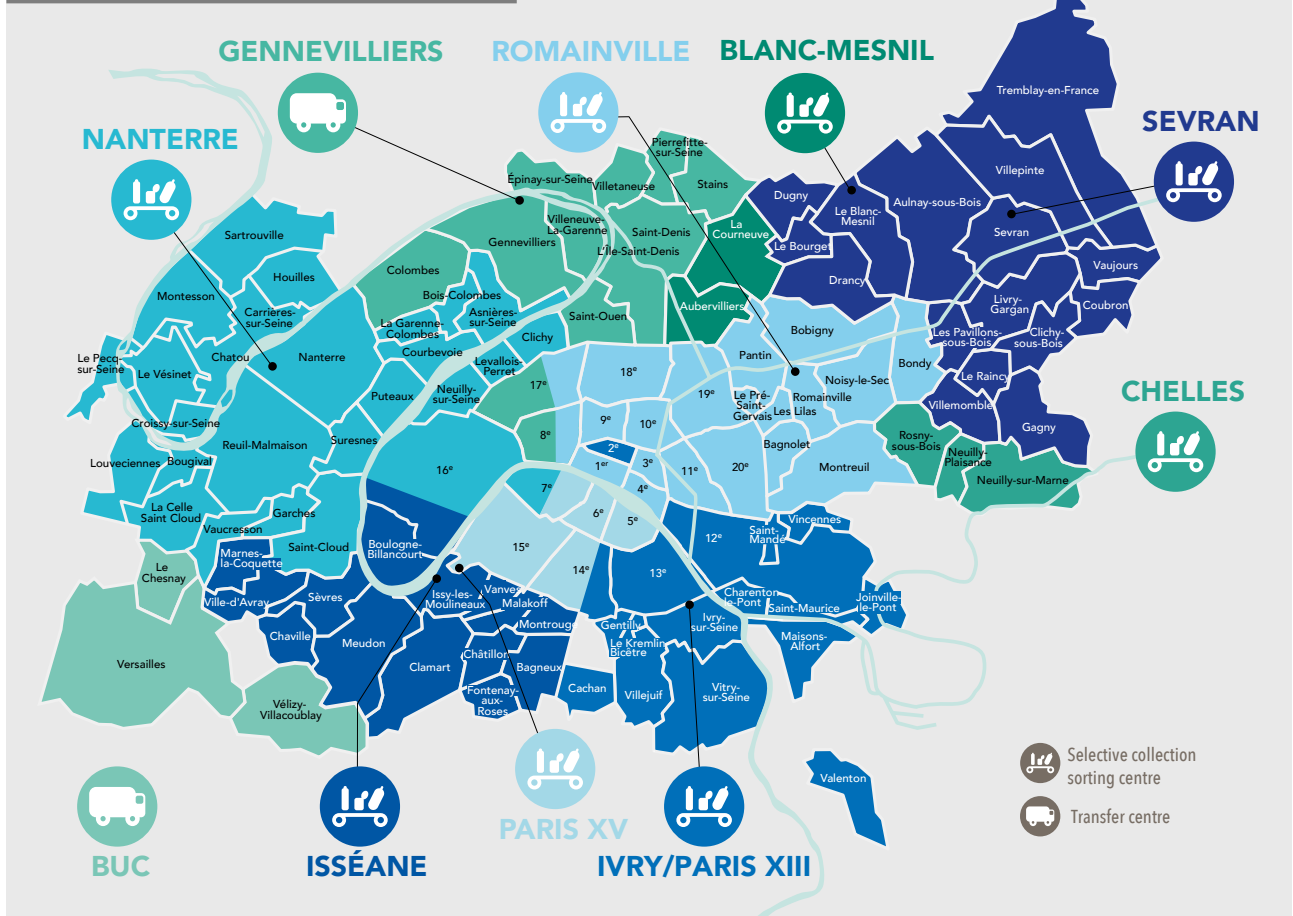 GENNEVILLIERS
ROMAINVILLE
BLANC-MESNIL
SEVRAN
NANTERRE
CHELLES
Tremblay-en-France
Villepinte
Aulnay-sous-Bois
Sevran
Dugny
Le Blanc-
Mesnil
Le Bourget
Drancy
Vaujours
Coubron
Livry-
Gargan
Clichy-
sous-Bois
Les Pavillons-
sous-Bois
Le Raincy
Villemomble
Gagny
Pierrefitte-
sur-Seine
Épinay-sur-Seine
Villetaneuse
Stains
Villeneuve-
La-Garenne
Saint-Denis
L'Île-Saint-Denis
La
Courneuve
Aubervilliers
Gennevilliers
Colombes
Saint-Ouen
Bois-Colombes
Asnières-
sur-Seine
La Garenne-
Colombes
Courbevoie
Clichy
Levallois-
Perret
Neuilly-
sur-Seine
Puteaux
Sartrouville
Houilles
Montesson
Carrières-
sur-Seine
Le Pecq-
sur-Seine
Le Vésinet
Chatou
Nanterre
Croissy-sur-Seine
Reuil-Malmaison
Suresnes
Louveciennes
Bougival
La Celle
Saint Cloud
Vaucresson
Garches
Saint-Cloud
Bobigny
Pantin
Bondy
Noisy-le-Sec
Romainville
Le Pré-
Saint-
Gervais
Les Lilas
Bagnolet
Montreuil
Rosny-
sous-Bois
Neuilly-
Plaisance
Neuilly-sur-Marne
17e
18e
19e
8e
9e
10e
2e
1er
3e
11e
20e
16e
7e
4e
6e
5e
15e
14e
13e
12e
Saint-
Mandé
Vincennes
Le
Chesnay
Marnes-
la-Coquette
Ville-d'Avray
Sèvres
Chaville
Meudon
Boulogne-
Billancourt
Issy-les-
Moulineaux
Vanves
Malakoff
Montrouge
Clamart
Châtillon
Bagneux
Fontenay-
aux-
Roses
Versailles
Vélizy-
Villacoublay
Gentilly
Le Kremlin
Bicêtre
Ivry-
sur-Seine
Charenton
le-Pont
Saint-Maurice
Joinville-
le-Pont
Maisons-
Alfort
Cachan
Villejuif
Vitry-
sur-Seine
Valenton
Selective collection
sorting centre
Transfer centre
BUC
ISSÉANE
PARIS XV
IVRY/PARIS XIII